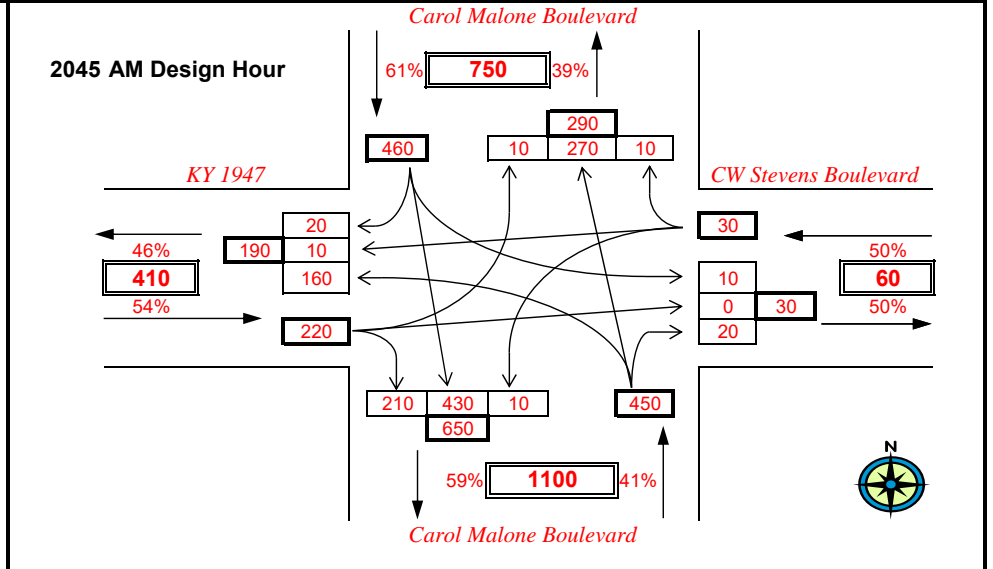 Carol Malone Boulevard
2045 AM Design Hour
61% 750 39%
290
460 10 270 10
KY 1947 CW Stevens Boulevard
20 30
46% 190 10 50%
410 160 10 60
54% 0 30 50%
220 20
210 430 10 450
650
59% 1100 41%
N
Carol Malone Boulevard